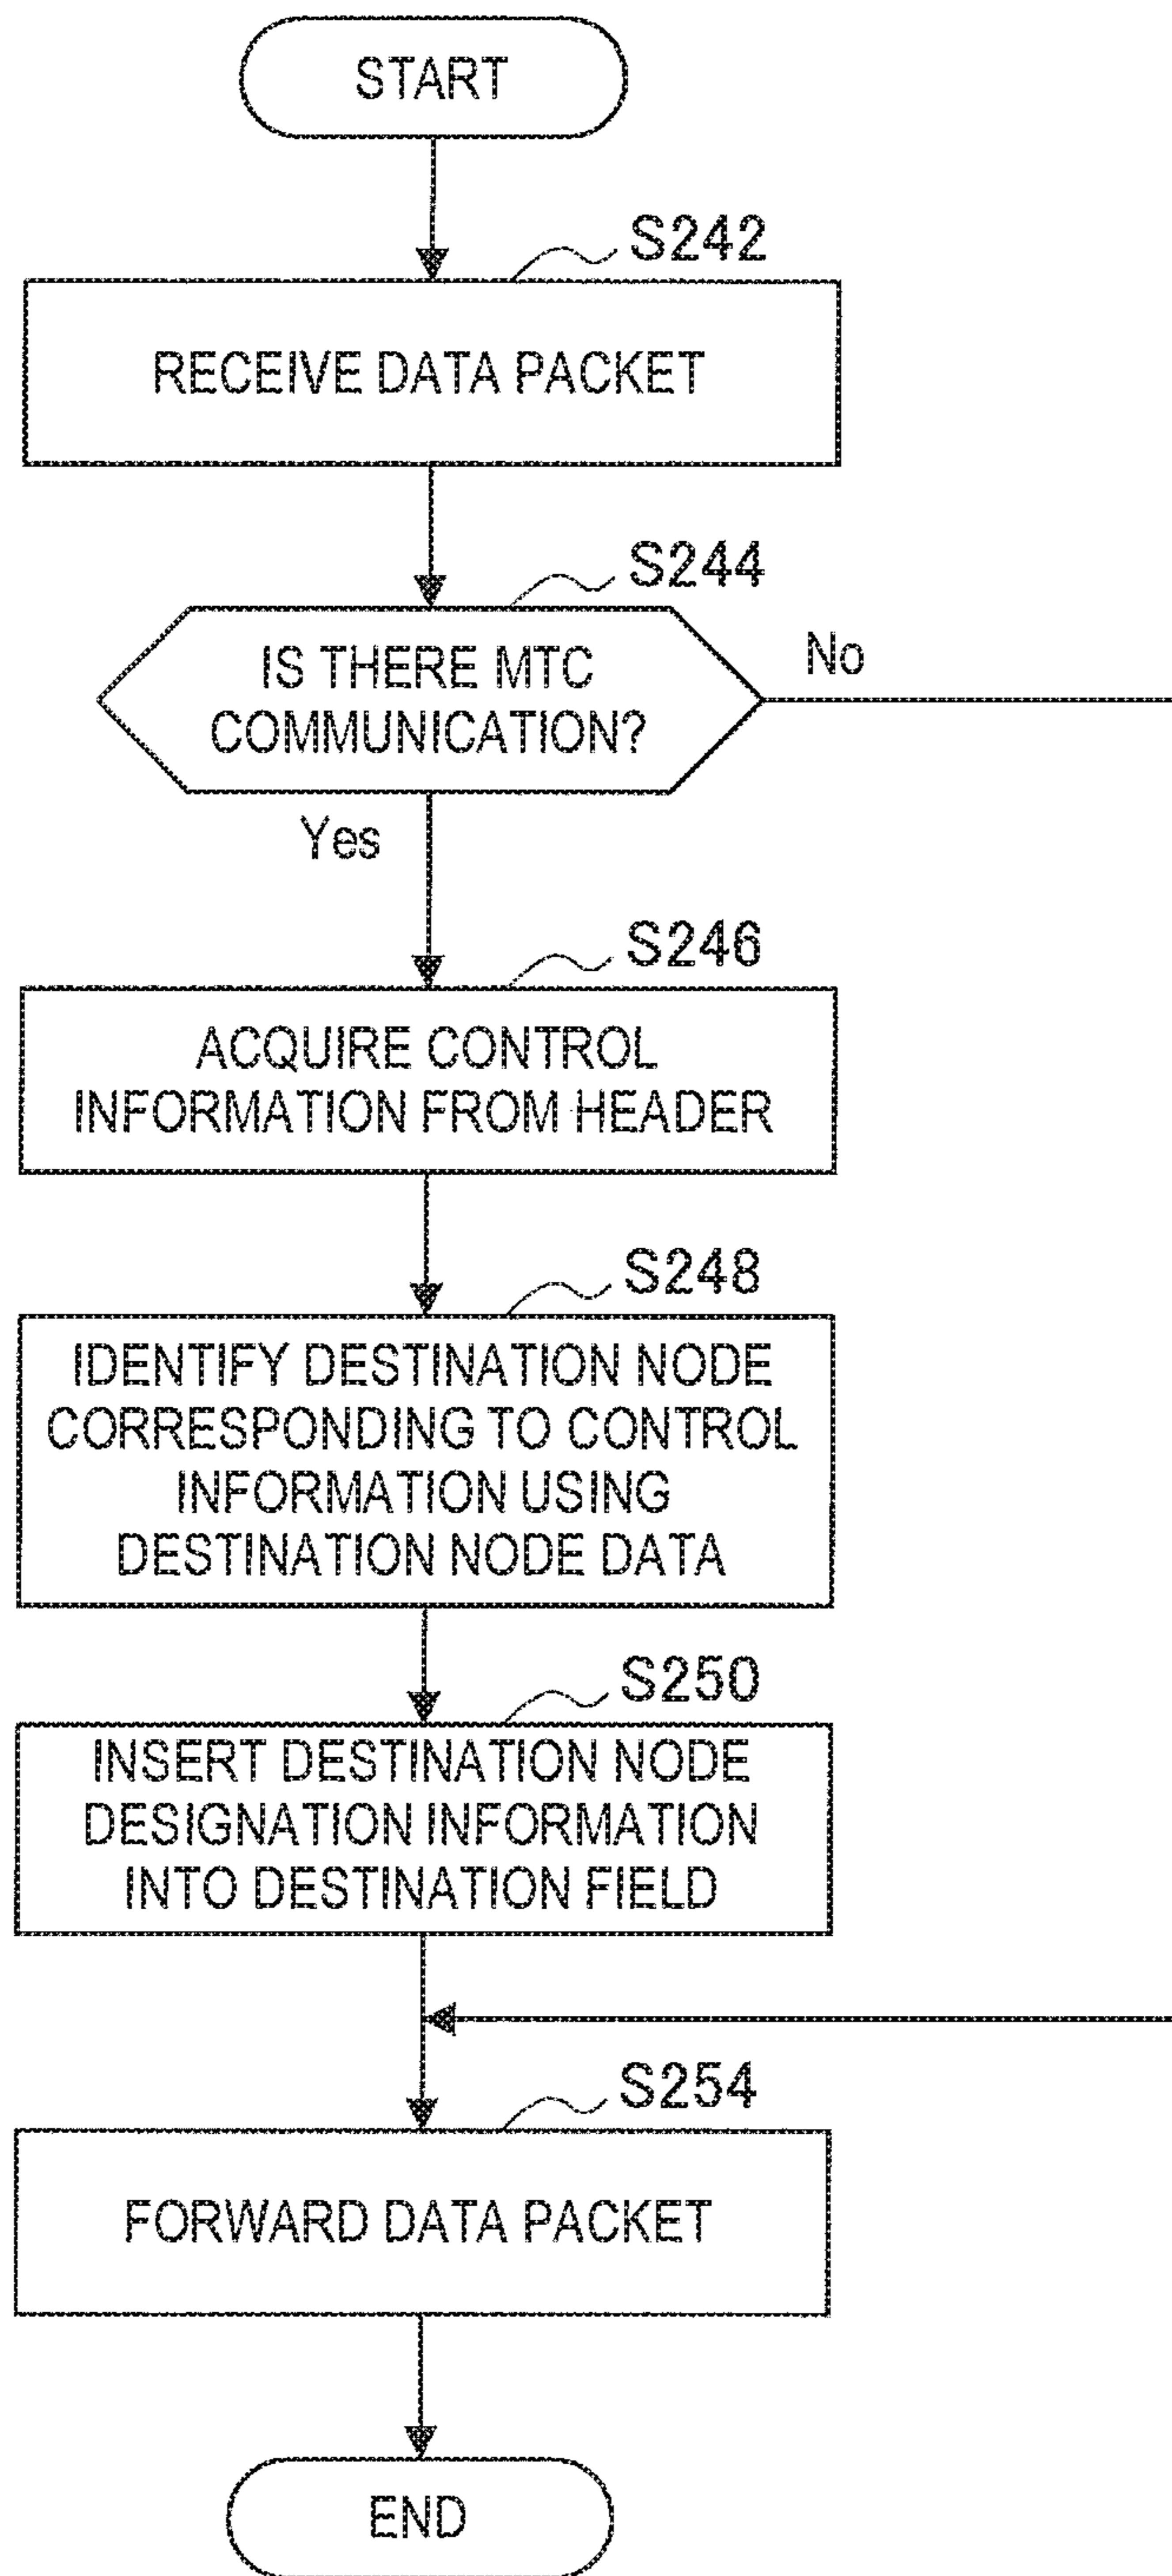 START
S242
RECEIVE DATA PACKET
S244
IS THERE MTC
COMMUNICATION?
No
Yes
S246
ACQUIRE CONTROL
INFORMATION FROM HEADER
S248
IDENTIFY DESTINATION NODE
CORRESPONDING TO CONTROL
INFORMATION USING
DESTINATION NODE DATA
S250
INSERT DESTINATION NODE
DESIGNATION INFORMATION
INTO DESTINATION FIELD
S254
FORWARD DATA PACKET
END